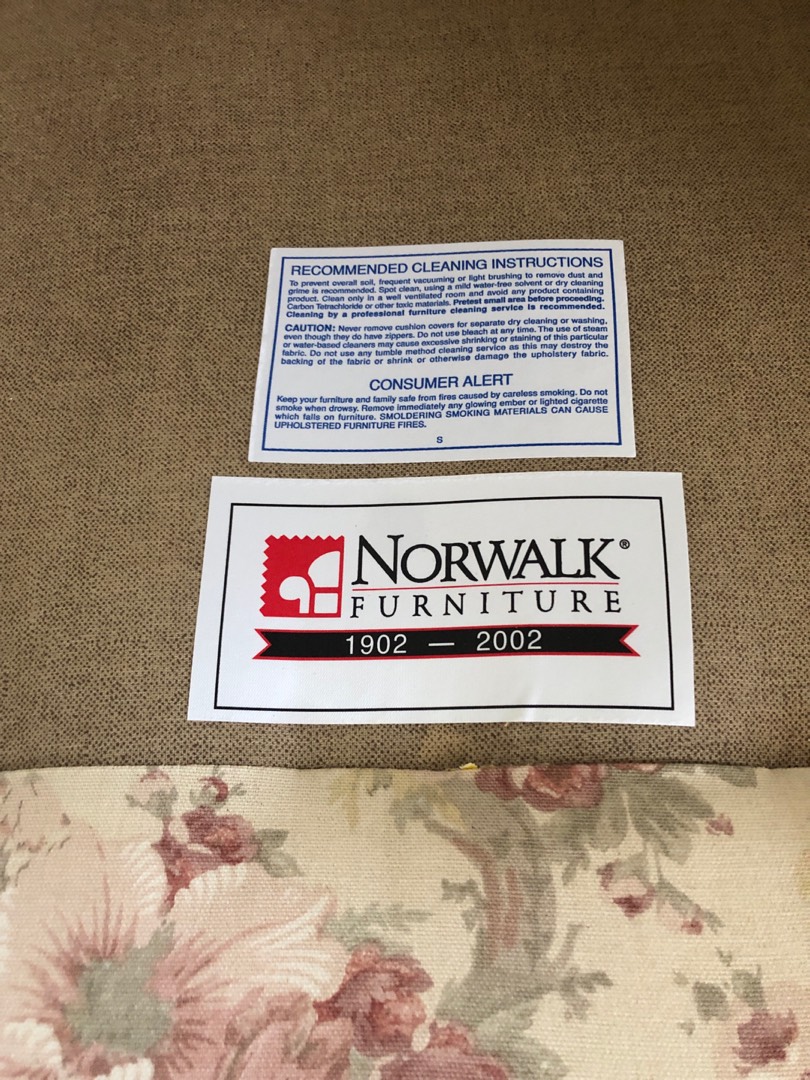 RECOMMENDED CLEANING INSTRUCTIONS
To prevent overall soil, frequent vacuuming or light brushing to remove dust and
grime is recommended. Spot clean, using a mild water-free solvent or dry cleaning
product. Clean only in a well ventilated room and avoid any product containing
Carbon Tetrachloride or other toxic materials. Pretest small area before proceeding.
Cleaning by a professional furniture cleaning service is recommended.
CAUTION: Never remove cushion covers for separate dry cleaning or washing,
even though they do have zippers. Do not use bleach at any time. The use of steam
or water-based cleaners may cause excessive shrinking or staining of this particular
fabric. Do not use any tumble method cleaning service as this may destroy the
backing of the fabric or shrink or otherwise damage the upholstery fabric.
CONSUMER ALERT
Keep your furniture and family safe from fires caused by careless smoking. Do not
smoke when drowsy. Remove immediately any glowing ember or lighted cigarette
which falls on furniture. SMOLDERING SMOKING MATERIALS CAN CAUSE
UPHOLSTERED FURNITURE FIRES.
S
NORWALK®
FURNITURE
1902 — 2002